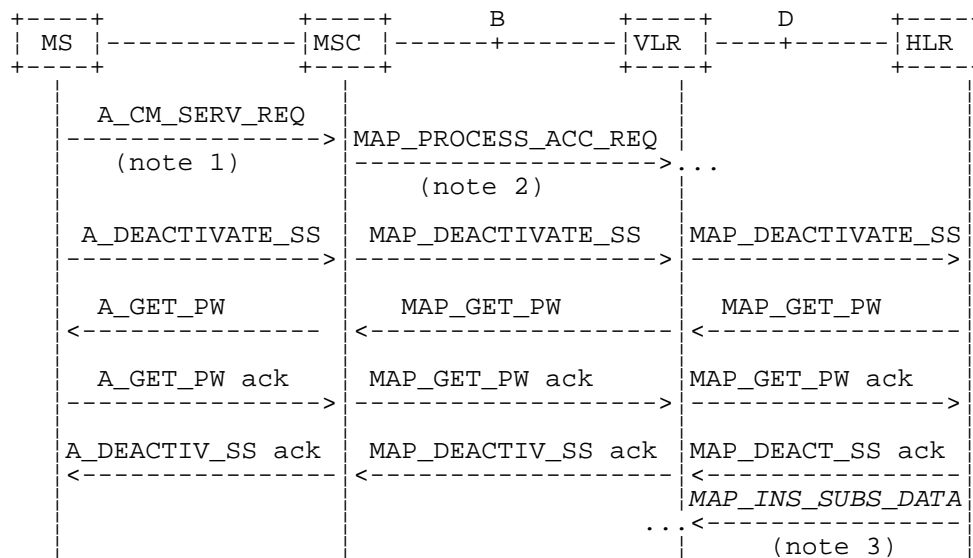 B D
MS MSC VLR HLR
A_CM_SERV_REQ
MAP_PROCESS_ACC_REQ
(note 1) ...
(note 2)
A_DEACTIVATE_SS MAP_DEACTIVATE_SS MAP_DEACTIVATE_SS
A_GET_PW MAP_GET_PW MAP_GET_PW
A_GET_PW ack MAP_GET_PW ack MAP_GET_PW ack
A_DEACTIV_SS ack MAP_DEACTIV_SS ack MAP_DEACT_SS ack
MAP_INS_SUBS_DATA
...
(note 3)